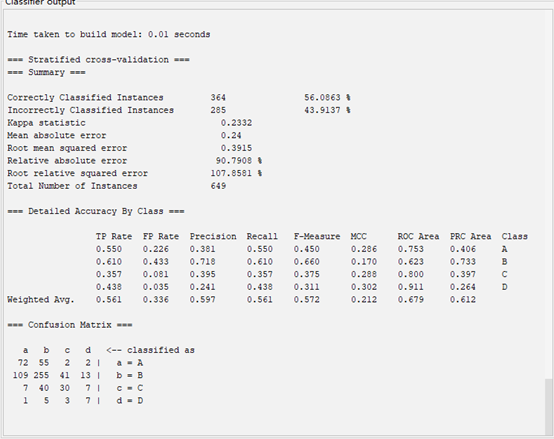 Classifier output
Time taken to build model: 0.01 seconds
=== Stratified cross-validation ===
=== Summary ===
Correctly Classified Instances 364 56.0863 %
Incorrectly Classified Instances 285 43.9137 %
Kappa statistic 0.2332
Mean absolute error 0.24
Root mean squared error 0.3915
Relative absolute error 90.7908 %
Root relative squared error 107.8581 %
Total Number of Instances 649
=== Detailed Accuracy By Class ===
TP Rate FP Rate Precision Recall F-Measure MCC ROC Area PRC Area Class
0.550 0.226 0.381 0.550 0.450 0.286 0.753 0.406 A
0.610 0.433 0.718 0.610 0.660 0.170 0.623 0.733 B
0.357 0.081 0.395 0.357 0.375 0.288 0.800 0.397 C
0.438 0.035 0.241 0.438 0.311 0.302 0.911 0.264 D
Weighted Avg. 0.561 0.336 0.597 0.561 0.572 0.212 0.679 0.612
=== Confusion Matrix ===
a b c d <-- classified as
72 55 2 2 | a = A
109 255 41 13 | b = B
7 40 30 7 | c = C
1 5 3 7 | d = D